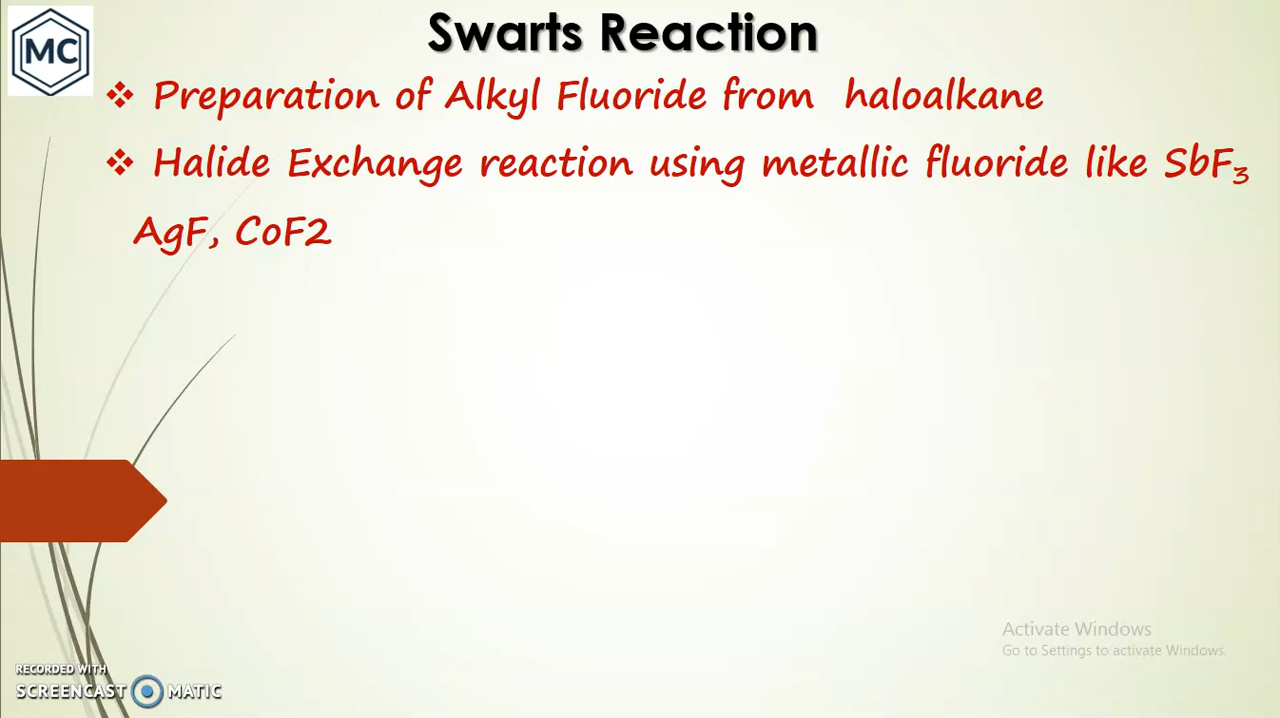 MC
Swarts Reaction
❖ Preparation of Alkyl Fluoride from haloalkane
❖ Halide Exchange reaction using metallic fluoride like SbF₃
AgF, CoF2
Activate Windows
Go to Settings to activate Windows.
RECORDED WITH
SCREENCAST MATIC